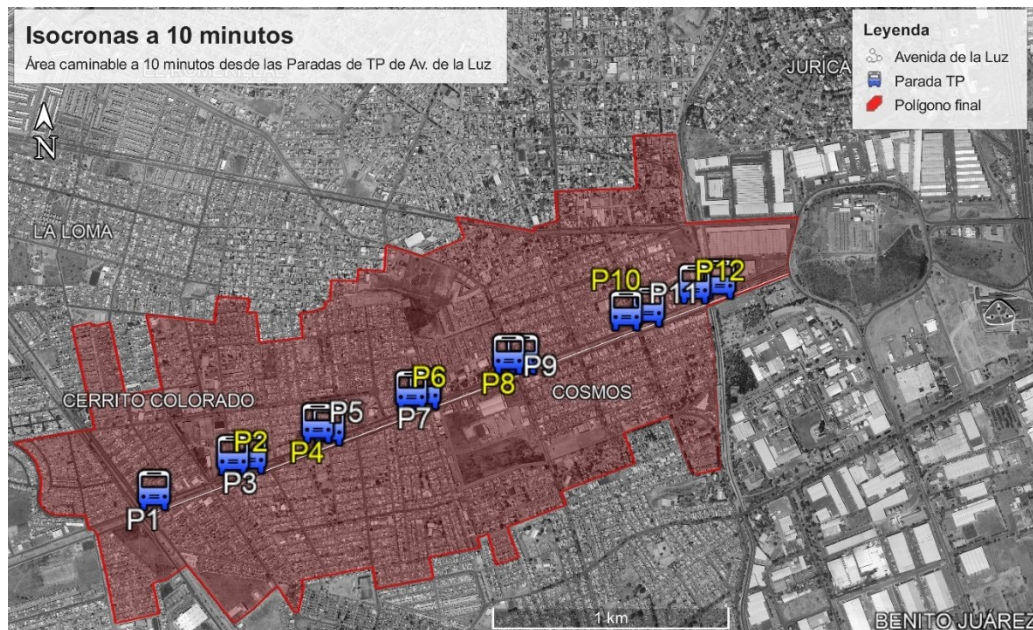 Isocronas a 10 minutos
Área caminable a 10 minutos desde las Paradas de TP de Av. de la Luz
Leyenda
Avenida de la Luz
Parada TP
Polígono final
JURICA
N
LA LOMA
P10
P11
P12
P6
P7
P8
P9
COSMOS
CERRITO COLORADO
P5
P4
P2
P3
P1
1 km
BENITO JUÁREZ